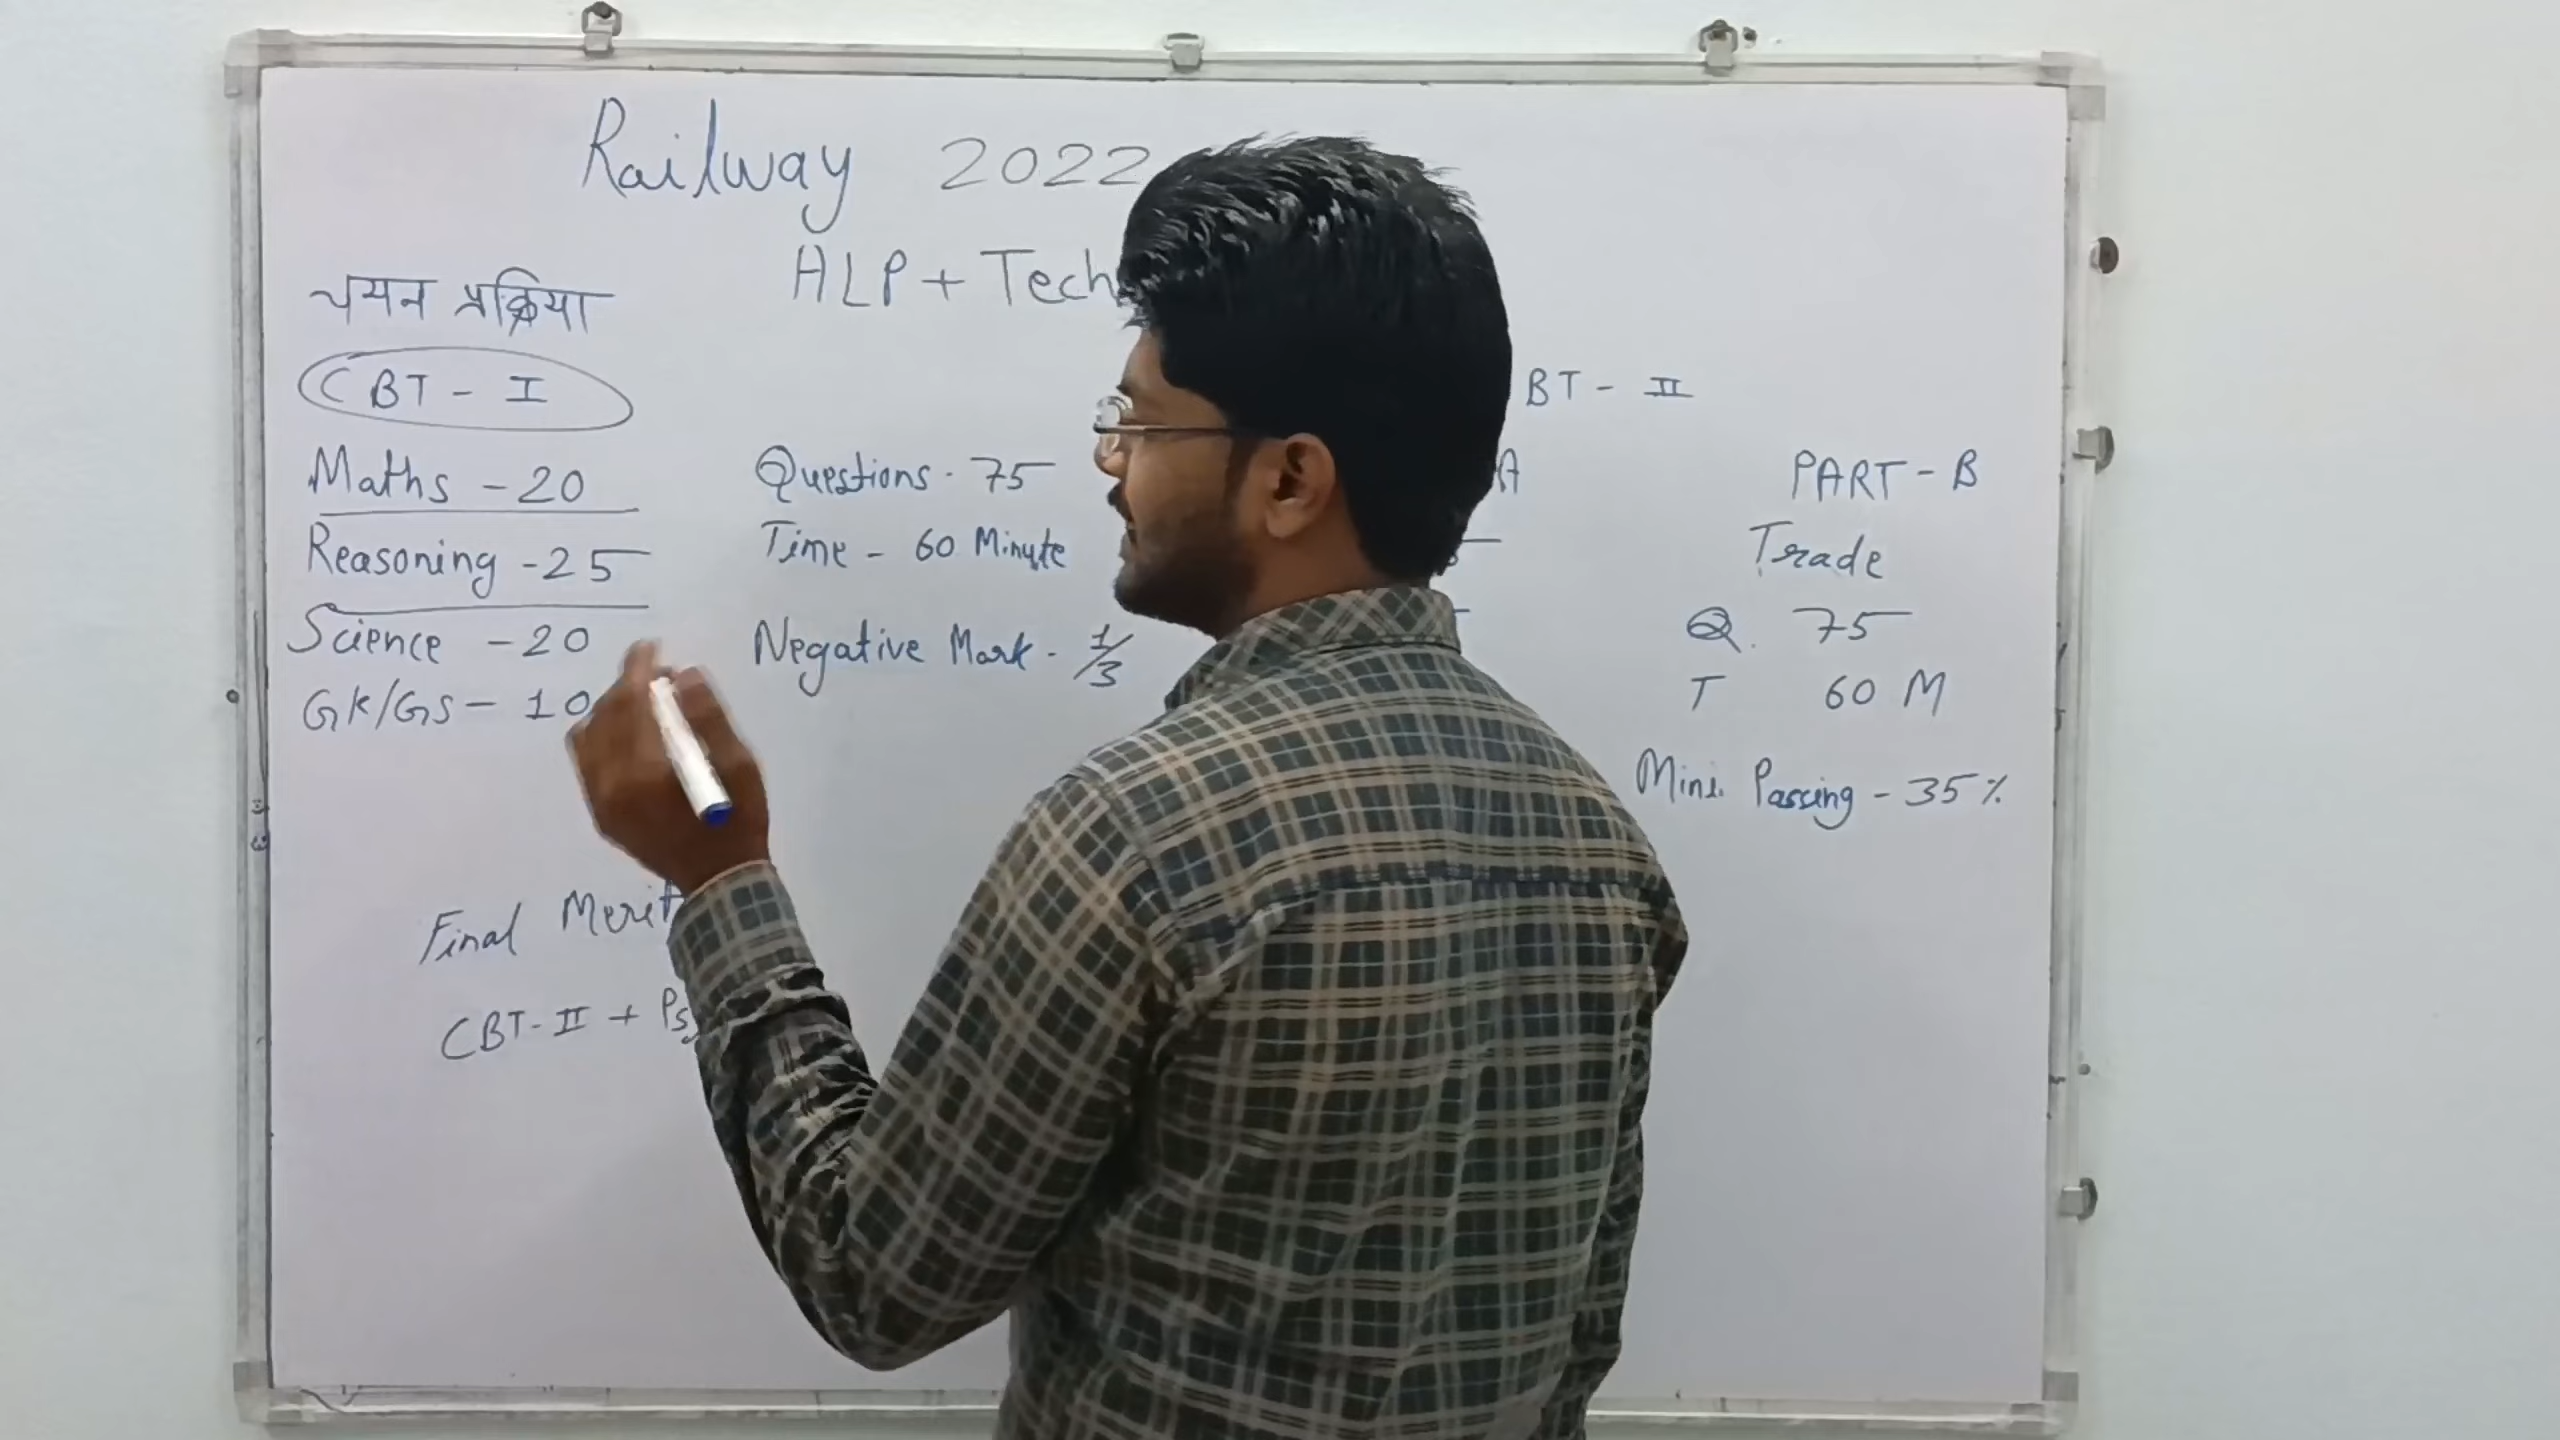 Railway 2022
ALP + Tech
चयन प्रक्रिया
CBT - I
Maths - 20
Reasoning - 25
Science - 20
GK/GS - 10
Questions - 75
Time - 60 Minute
Negative Mark - 1/3
BT - II
A
PART - B
Trade
Q. 75
T 60 M
Mini. Passing - 35%
Final Merit
CBT-II + Ps